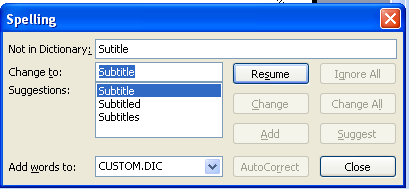 Spelling
Not in Dictionary: Sutitle
Change to: Subtitle Resume Ignore All
Suggestions: Subtitle
Subtitled Change Change All
Subtitles
Add Suggest
Add words to: CUSTOM.DIC AutoCorrect Close